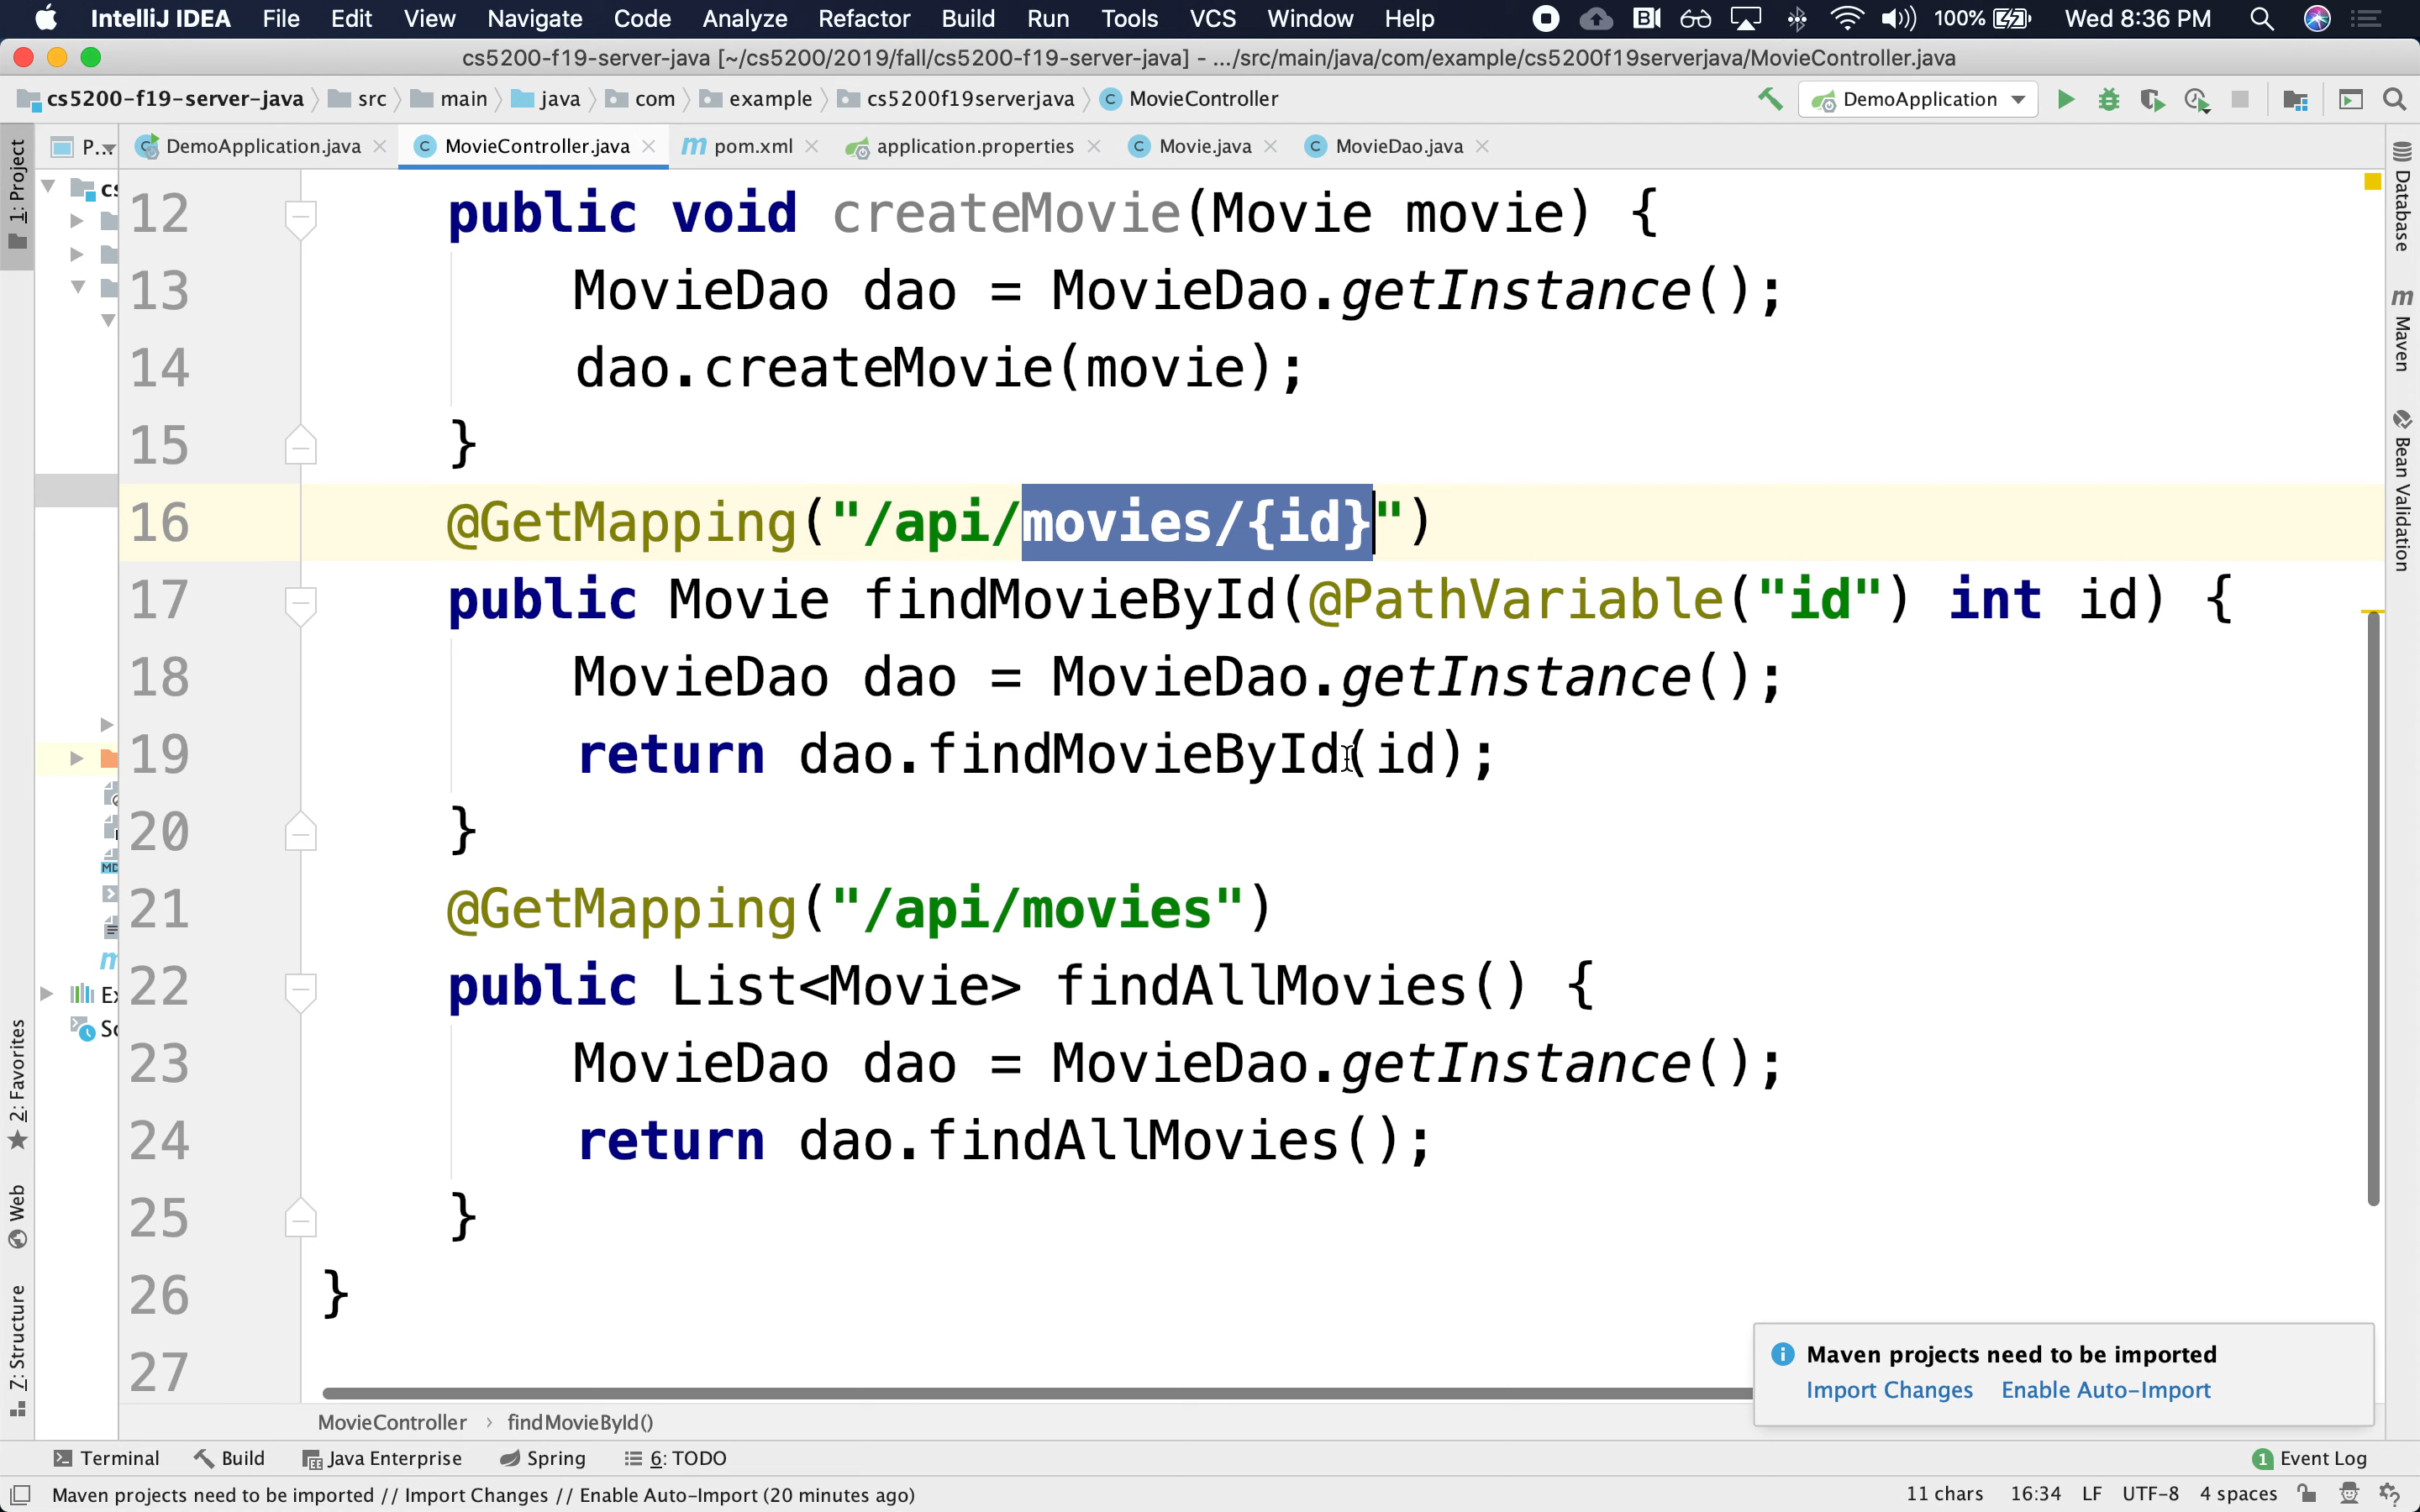 IntelliJ IDEA File Edit View Navigate Code Analyze Refactor Build Run Tools VCS Window Help 100% Wed 8:36 PM
cs5200-f19-server-java [~/cs5200/2019/fall/cs5200-f19-server-java] - .../src/main/java/com/example/cs5200f19serverjava/MovieController.java
cs5200-f19-server-java src main java com example cs5200f19serverjava MovieController DemoApplication
P... DemoApplication.java MovieController.java pom.xml application.properties Movie.java MovieDao.java
1: Project
2: Favorites
Web
Z: Structure
cs
Ex
Sc
12 public void createMovie(Movie movie) {
13 MovieDao dao = MovieDao.getInstance();
14 dao.createMovie(movie);
15 }
16 @GetMapping("/api/movies/{id}")
17 public Movie findMovieById(@PathVariable("id") int id) {
18 MovieDao dao = MovieDao.getInstance();
19 return dao.findMovieById(id);
20 }
21 @GetMapping("/api/movies")
22 public List<Movie> findAllMovies() {
23 MovieDao dao = MovieDao.getInstance();
24 return dao.findAllMovies();
25 }
26 }
27
Database
Maven
Bean Validation
Maven projects need to be imported
Import Changes Enable Auto-Import
MovieController › findMovieById()
Terminal Build Java Enterprise Spring 6: TODO 1 Event Log
Maven projects need to be imported // Import Changes // Enable Auto-Import (20 minutes ago) 11 chars 16:34 LF UTF-8 4 spaces